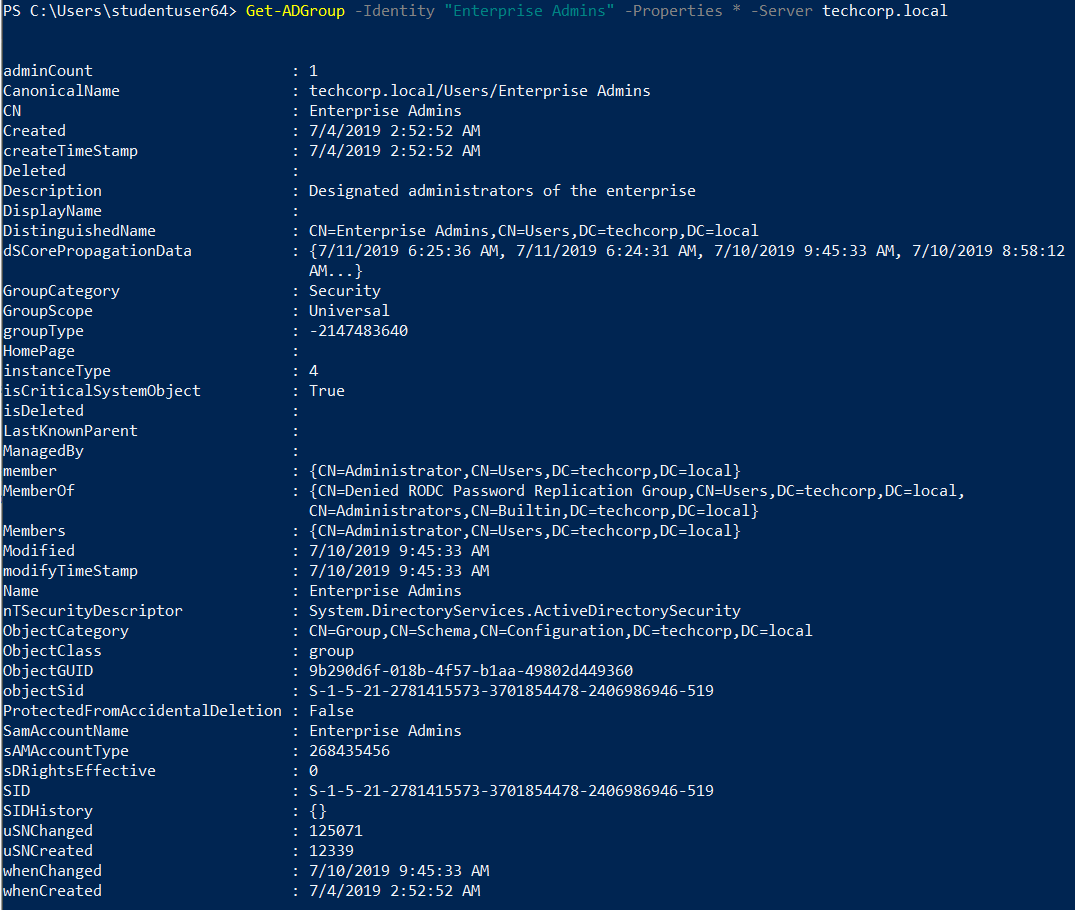 PS C:\Users\studentuser64> Get-ADGroup -Identity "Enterprise Admins" -Properties * -Server techcorp.local
adminCount : 1
CanonicalName : techcorp.local/Users/Enterprise Admins
CN : Enterprise Admins
Created : 7/4/2019 2:52:52 AM
createTimeStamp : 7/4/2019 2:52:52 AM
Deleted :
Description : Designated administrators of the enterprise
DisplayName :
DistinguishedName : CN=Enterprise Admins,CN=Users,DC=techcorp,DC=local
dSCorePropagationData : {7/11/2019 6:25:36 AM, 7/11/2019 6:24:31 AM, 7/10/2019 9:45:33 AM, 7/10/2019 8:58:12
AM...}
GroupCategory : Security
GroupScope : Universal
groupType : -2147483640
HomePage :
instanceType : 4
isCriticalSystemObject : True
isDeleted :
LastKnownParent :
ManagedBy :
member : {CN=Administrator,CN=Users,DC=techcorp,DC=local}
MemberOf : {CN=Denied RODC Password Replication Group,CN=Users,DC=techcorp,DC=local,
CN=Administrators,CN=Builtin,DC=techcorp,DC=local}
Members : {CN=Administrator,CN=Users,DC=techcorp,DC=local}
Modified : 7/10/2019 9:45:33 AM
modifyTimeStamp : 7/10/2019 9:45:33 AM
Name : Enterprise Admins
nTSecurityDescriptor : System.DirectoryServices.ActiveDirectorySecurity
ObjectCategory : CN=Group,CN=Schema,CN=Configuration,DC=techcorp,DC=local
ObjectClass : group
ObjectGUID : 9b290d6f-018b-4f57-b1aa-49802d449360
objectSid : S-1-5-21-2781415573-3701854478-2406986946-519
ProtectedFromAccidentalDeletion : False
SamAccountName : Enterprise Admins
sAMAccountType : 268435456
sDRightsEffective : 0
SID : S-1-5-21-2781415573-3701854478-2406986946-519
SIDHistory : {}
uSNChanged : 125071
uSNCreated : 12339
whenChanged : 7/10/2019 9:45:33 AM
whenCreated : 7/4/2019 2:52:52 AM